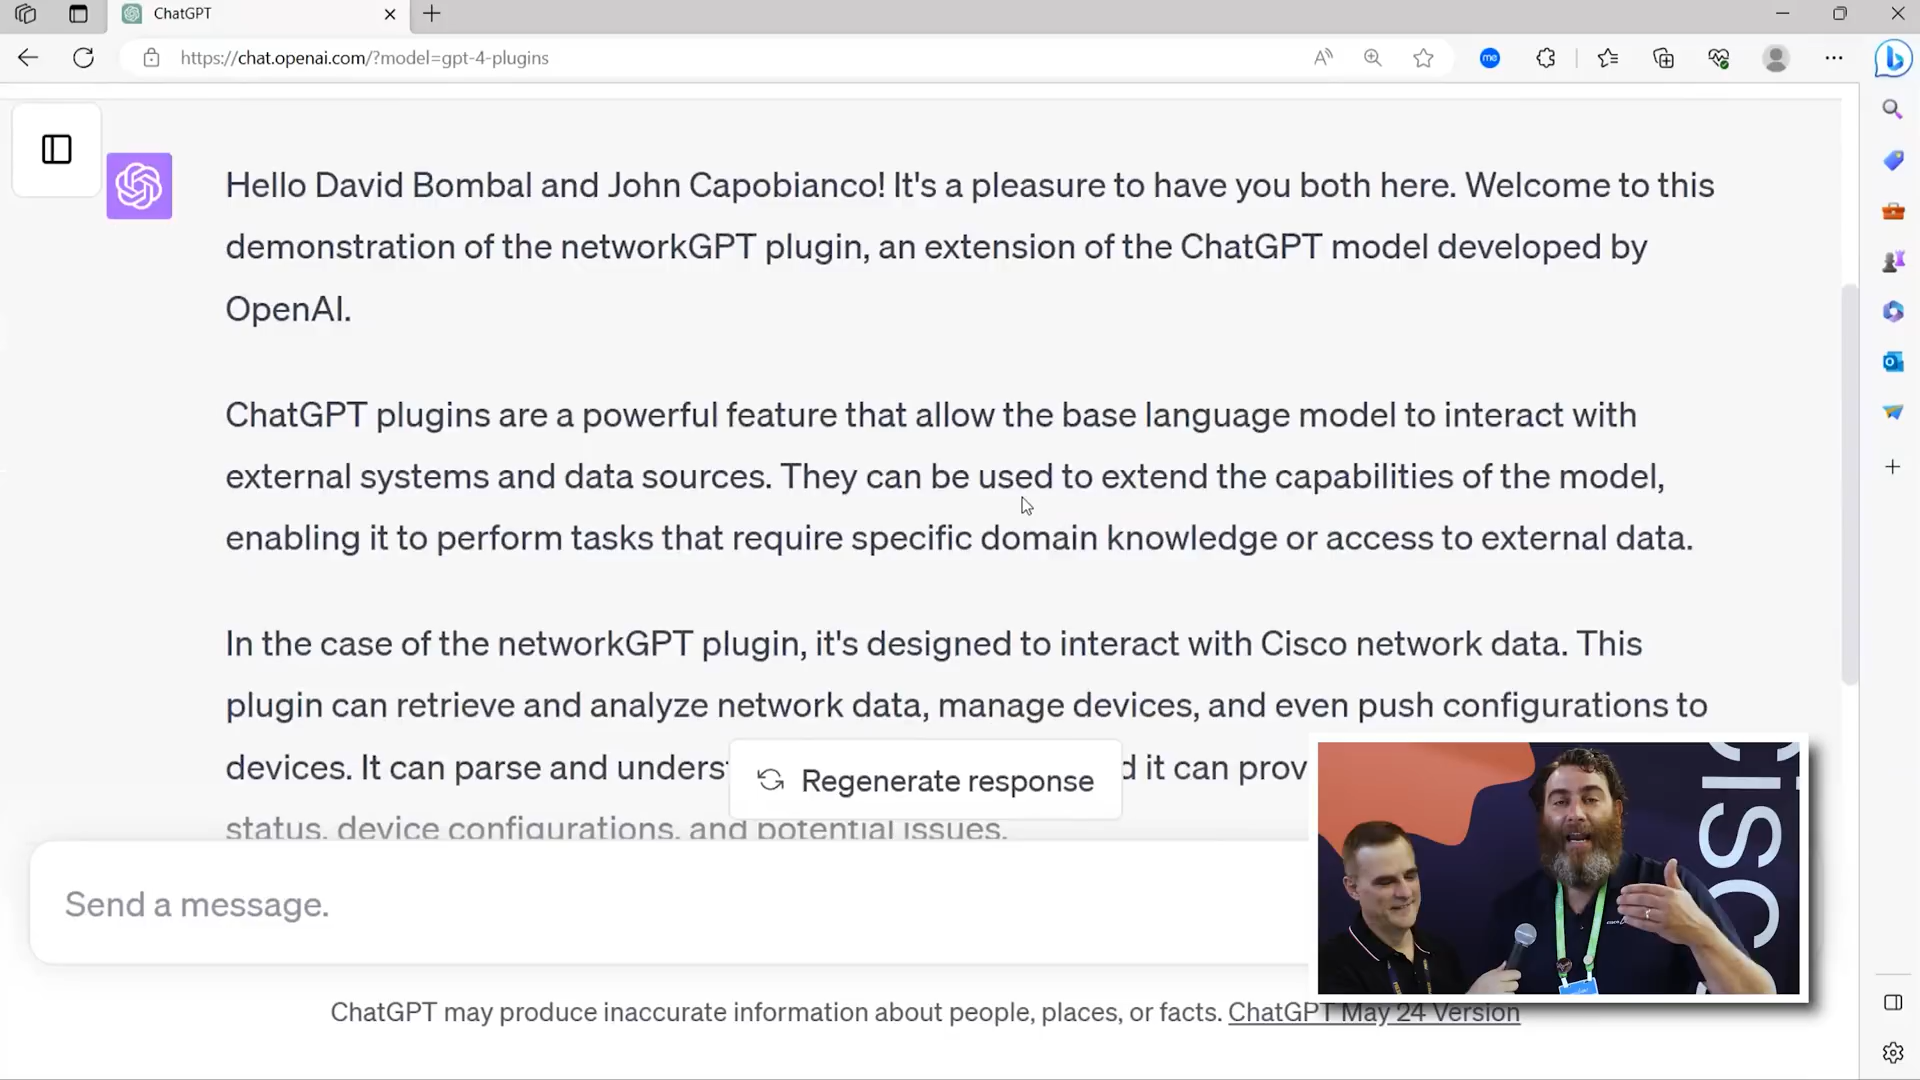 ChatGPT
https://chat.openai.com/?model=gpt-4-plugins
me
Hello David Bombal and John Capobianco! It's a pleasure to have you both here. Welcome to this
demonstration of the networkGPT plugin, an extension of the ChatGPT model developed by
OpenAI.
ChatGPT plugins are a powerful feature that allow the base language model to interact with
external systems and data sources. They can be used to extend the capabilities of the model,
enabling it to perform tasks that require specific domain knowledge or access to external data.
In the case of the networkGPT plugin, it's designed to interact with Cisco network data. This
plugin can retrieve and analyze network data, manage devices, and even push configurations to
devices. It can parse and unders
d it can prov
Regenerate response
status, device configurations, and potential issues.
CISC
Send a message.
ChatGPT may produce inaccurate information about people, places, or facts. ChatGPT May 24 Version